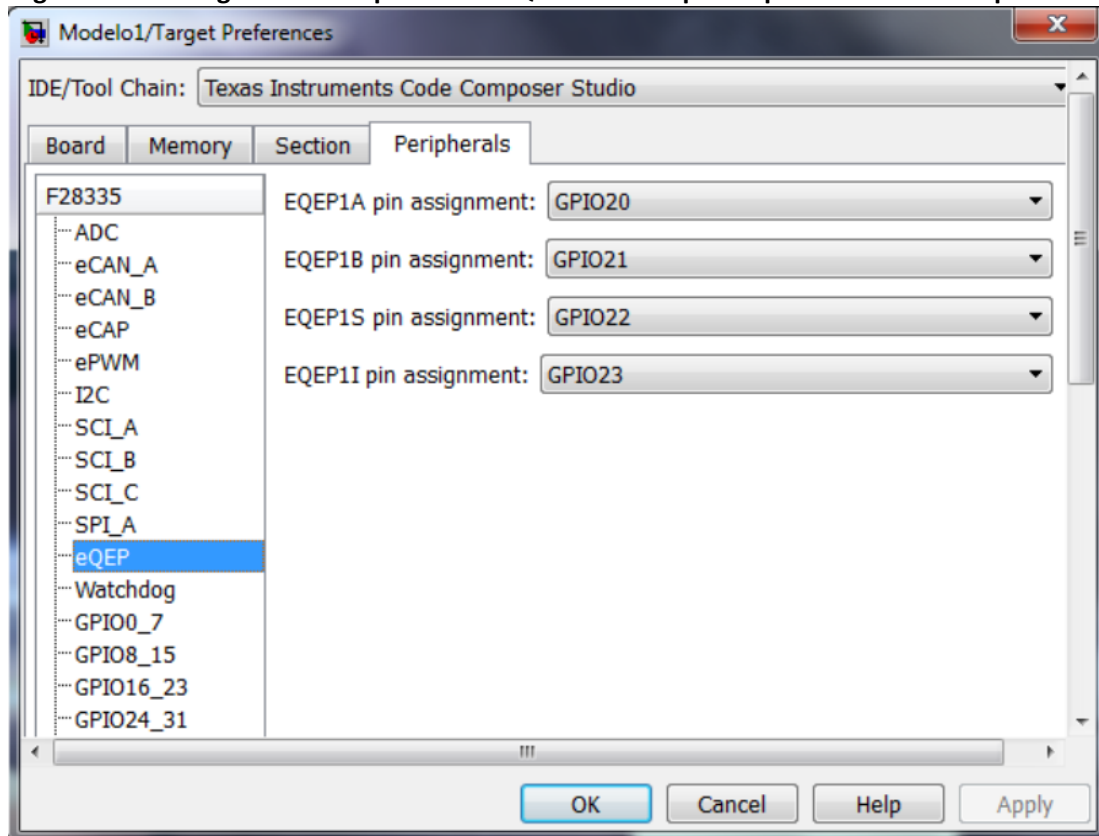 Modelo1/Target Preferences
IDE/Tool Chain: Texas Instruments Code Composer Studio
Board Memory Section Peripherals
F28335
ADC
eCAN_A
eCAN_B
eCAP
ePWM
I2C
SCI_A
SCI_B
SCI_C
SPI_A
eQEP
Watchdog
GPIO0_7
GPIO8_15
GPIO16_23
GPIO24_31
EQEP1A pin assignment: GPIO20
EQEP1B pin assignment: GPIO21
EQEP1S pin assignment: GPIO22
EQEP1I pin assignment: GPIO23
OK Cancel Help Apply